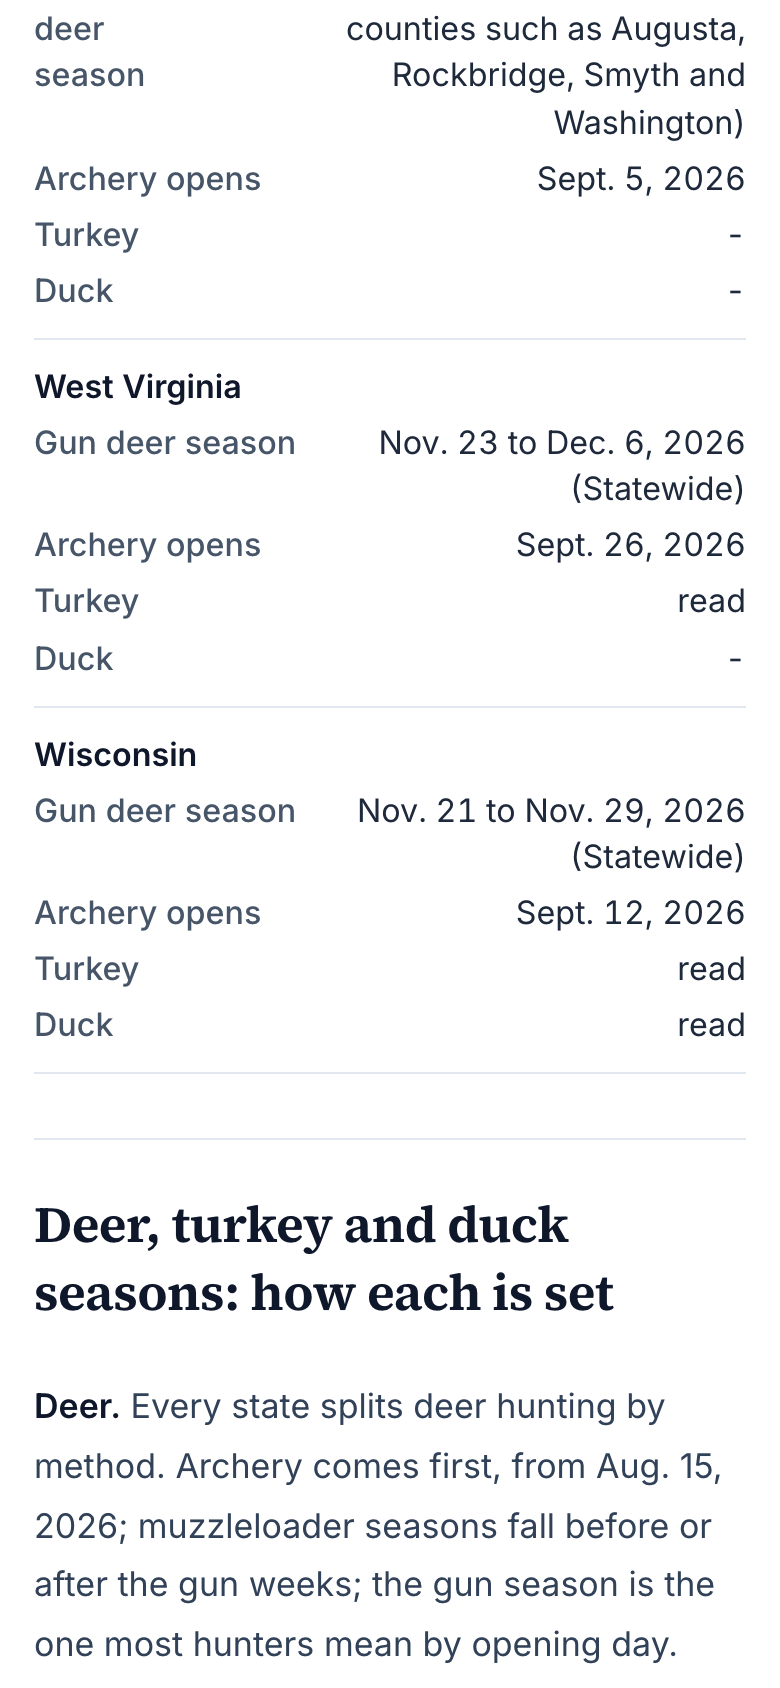 deer counties such as Augusta,
season Rockbridge, Smyth and
Washington)
Archery opens Sept. 5, 2026
Turkey -
Duck -
West Virginia
Gun deer season Nov. 23 to Dec. 6, 2026
(Statewide)
Archery opens Sept. 26, 2026
Turkey read
Duck -
Wisconsin
Gun deer season Nov. 21 to Nov. 29, 2026
(Statewide)
Archery opens Sept. 12, 2026
Turkey read
Duck read
Deer, turkey and duck
seasons: how each is set
Deer. Every state splits deer hunting by
method. Archery comes first, from Aug. 15,
2026; muzzleloader seasons fall before or
after the gun weeks; the gun season is the
one most hunters mean by opening day.